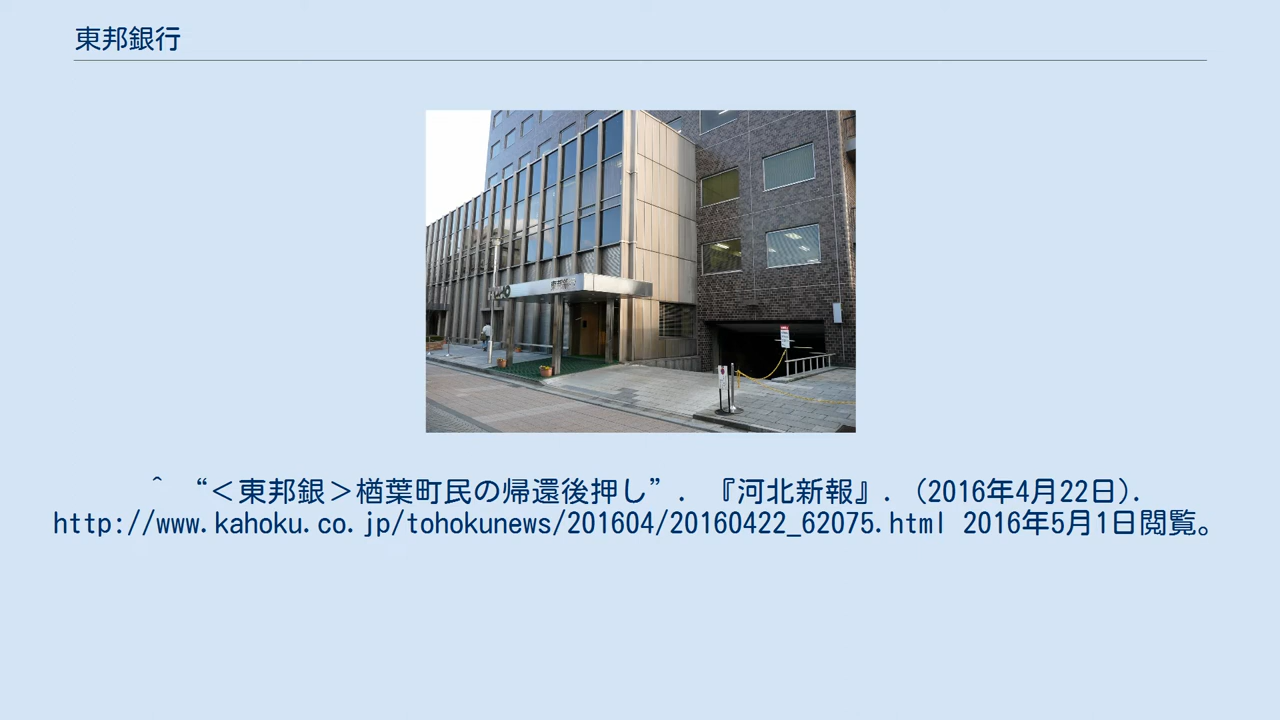 東邦銀行
^ “＜東邦銀＞楢葉町民の帰還後押し”. 『河北新報』. (2016年4月22日).
http://www.kahoku.co.jp/tohokunews/201604/20160422_62075.html 2016年5月1日閲覧。